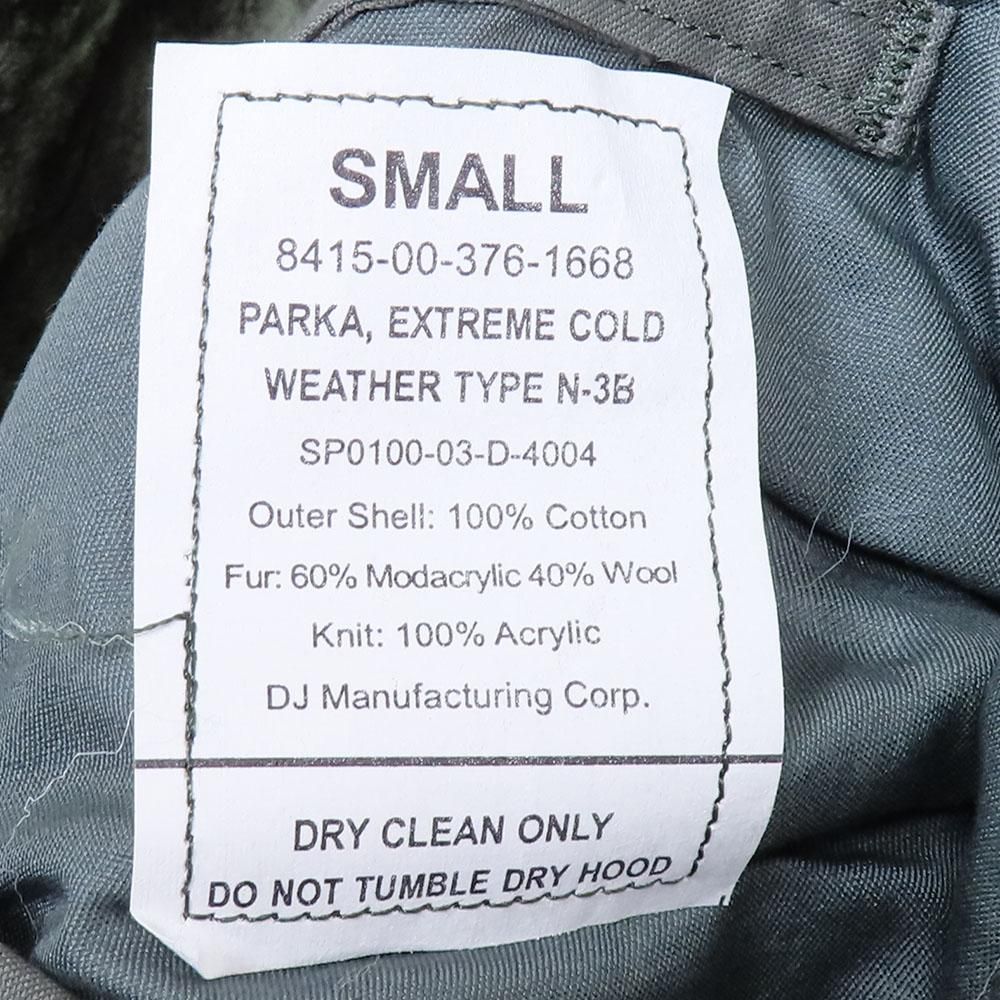 SMALL
8415-00-376-1668
PARKA, EXTREME COLD
WEATHER TYPE N-3B
SP0100-03-D-4004
Outer Shell: 100% Cotton
Fur: 60% Modacrylic 40% Wool
Knit: 100% Acrylic
DJ Manufacturing Corp.
DRY CLEAN ONLY
DO NOT TUMBLE DRY HOOD